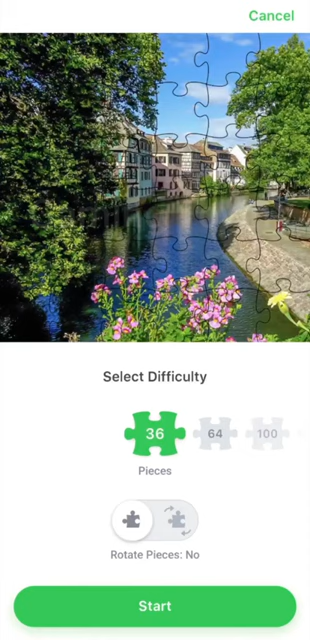 Cancel
Select Difficulty
36
64
100
Pieces
Rotate Pieces: No
Start